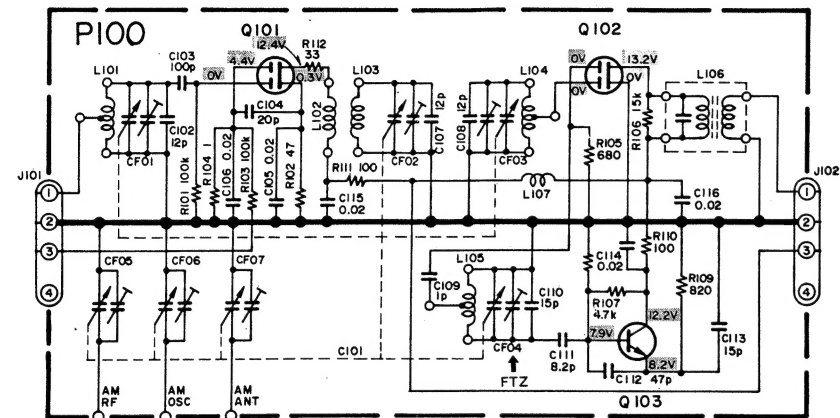 P100
Q101
Q102
12.4V
R112
33
C103
100p
4.4V
0V
0.3V
0V
13.2V
0V
0V
L101
L103
L104
L106
C104
20p
L102
12p
C107
12p
C108
R106 15k
C102
12p
CF01
CF02
CF03
R105
680
R101 100k
R104 1
C106 0.02
R103 100k
C105 0.02
R102 47
R111 100
L107
J101
J102
C115
0.02
C116
0.02
1
2
3
4
1
2
3
4
CF05
CF06
CF07
L105
C109
1p
C110
15p
CF04
FTZ
C114
0.02
R110
100
R109
820
R107
4.7k
12.2V
7.9V
8.2V
C111
8.2p
C112
47p
C113
15p
C101
Q103
AM
RF
AM
OSC
AM
ANT